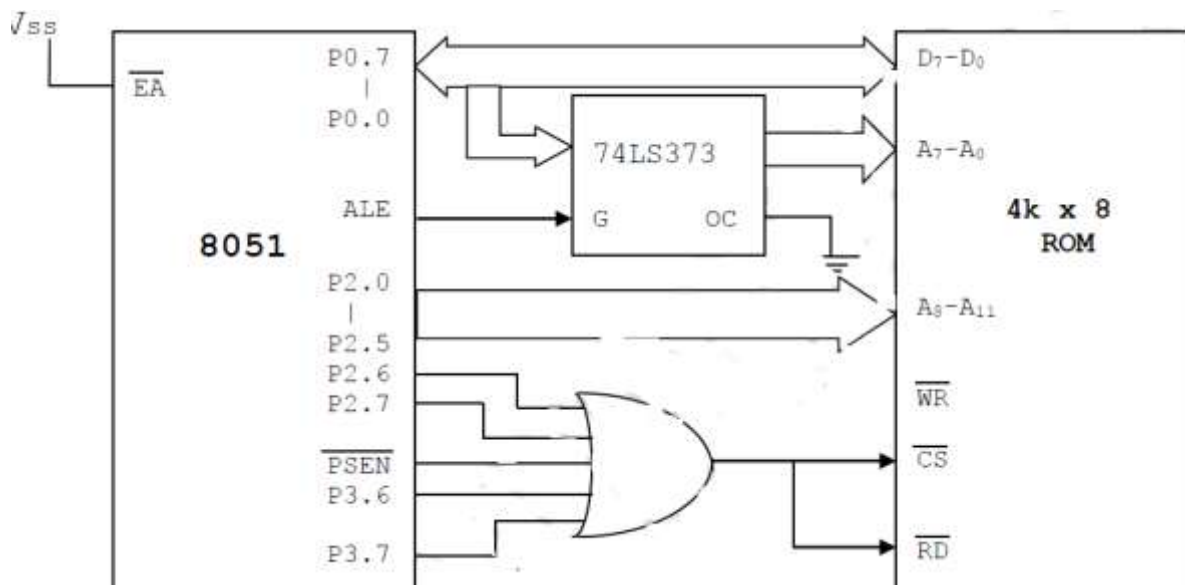 Vss
EA
P0.7
|
P0.0
ALE
8051
P2.0
|
P2.5
P2.6
P2.7
PSEN
P3.6
P3.7
74LS373
G OC
D7-D0
A7-A0
4k x 8
ROM
A8-A11
WR
CS
RD